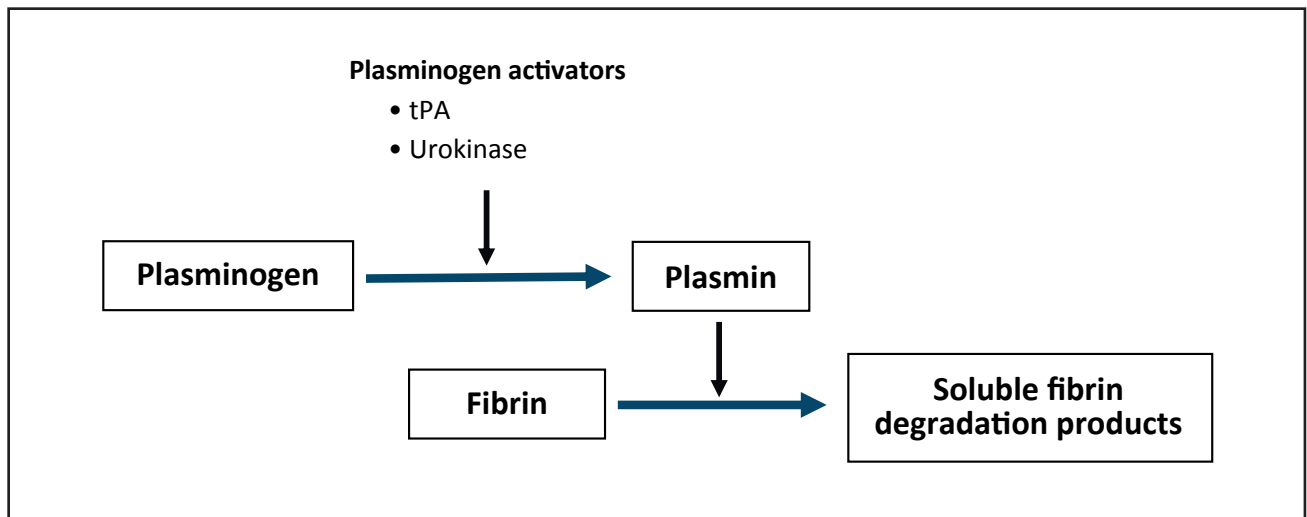 Plasminogen activators
• tPA
• Urokinase
Plasminogen
Plasmin
Fibrin
Soluble fibrin
degradation products